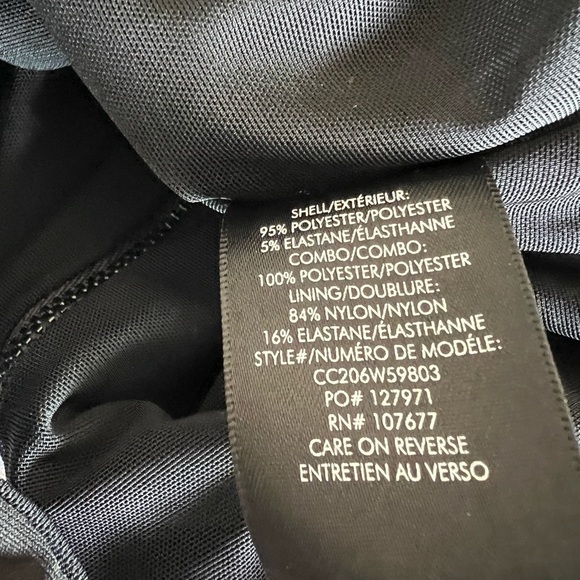 SHELL/EXTÉRIEUR:
95% POLYESTER/POLYESTER
5% ELASTANE/ÉLASTHANNE
COMBO/COMBO:
100% POLYESTER/POLYESTER
LINING/DOUBLURE:
84% NYLON/NYLON
16% ELASTANE/ÉLASTHANNE
STYLE#/NUMÉRO DE MODÉLE:
CC206W59803
PO# 127971
RN# 107677
CARE ON REVERSE
ENTRETIEN AU VERSO